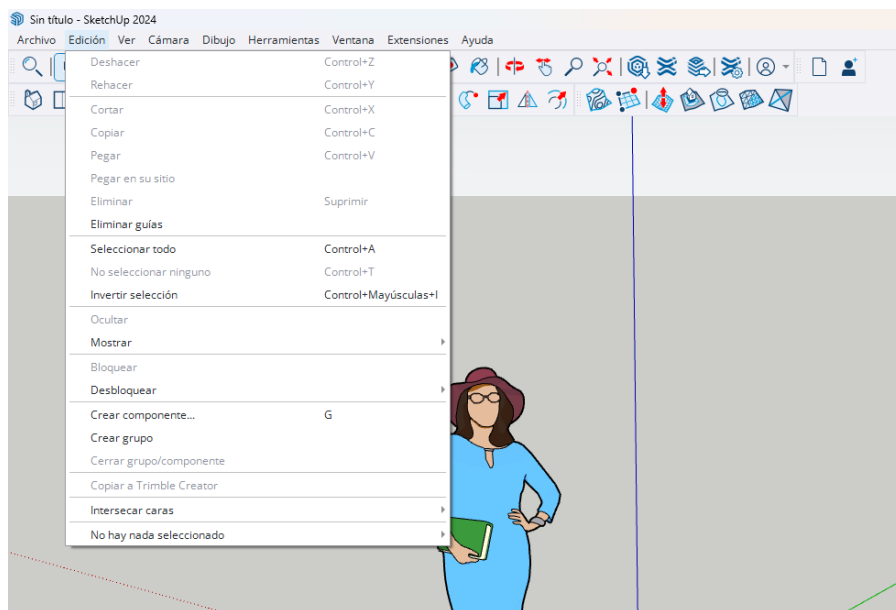 Sin título - SketchUp 2024
Archivo Edición Ver Cámara Dibujo Herramientas Ventana Extensiones Ayuda
Deshacer Control+Z
Rehacer Control+Y
Cortar Control+X
Copiar Control+C
Pegar Control+V
Pegar en su sitio
Eliminar Suprimir
Eliminar guías
Seleccionar todo Control+A
No seleccionar ninguno Control+T
Invertir selección Control+Mayúsculas+I
Ocultar
Mostrar
Bloquear
Desbloquear
Crear componente... G
Crear grupo
Cerrar grupo/componente
Copiar a Trimble Creator
Intersecar caras
No hay nada seleccionado